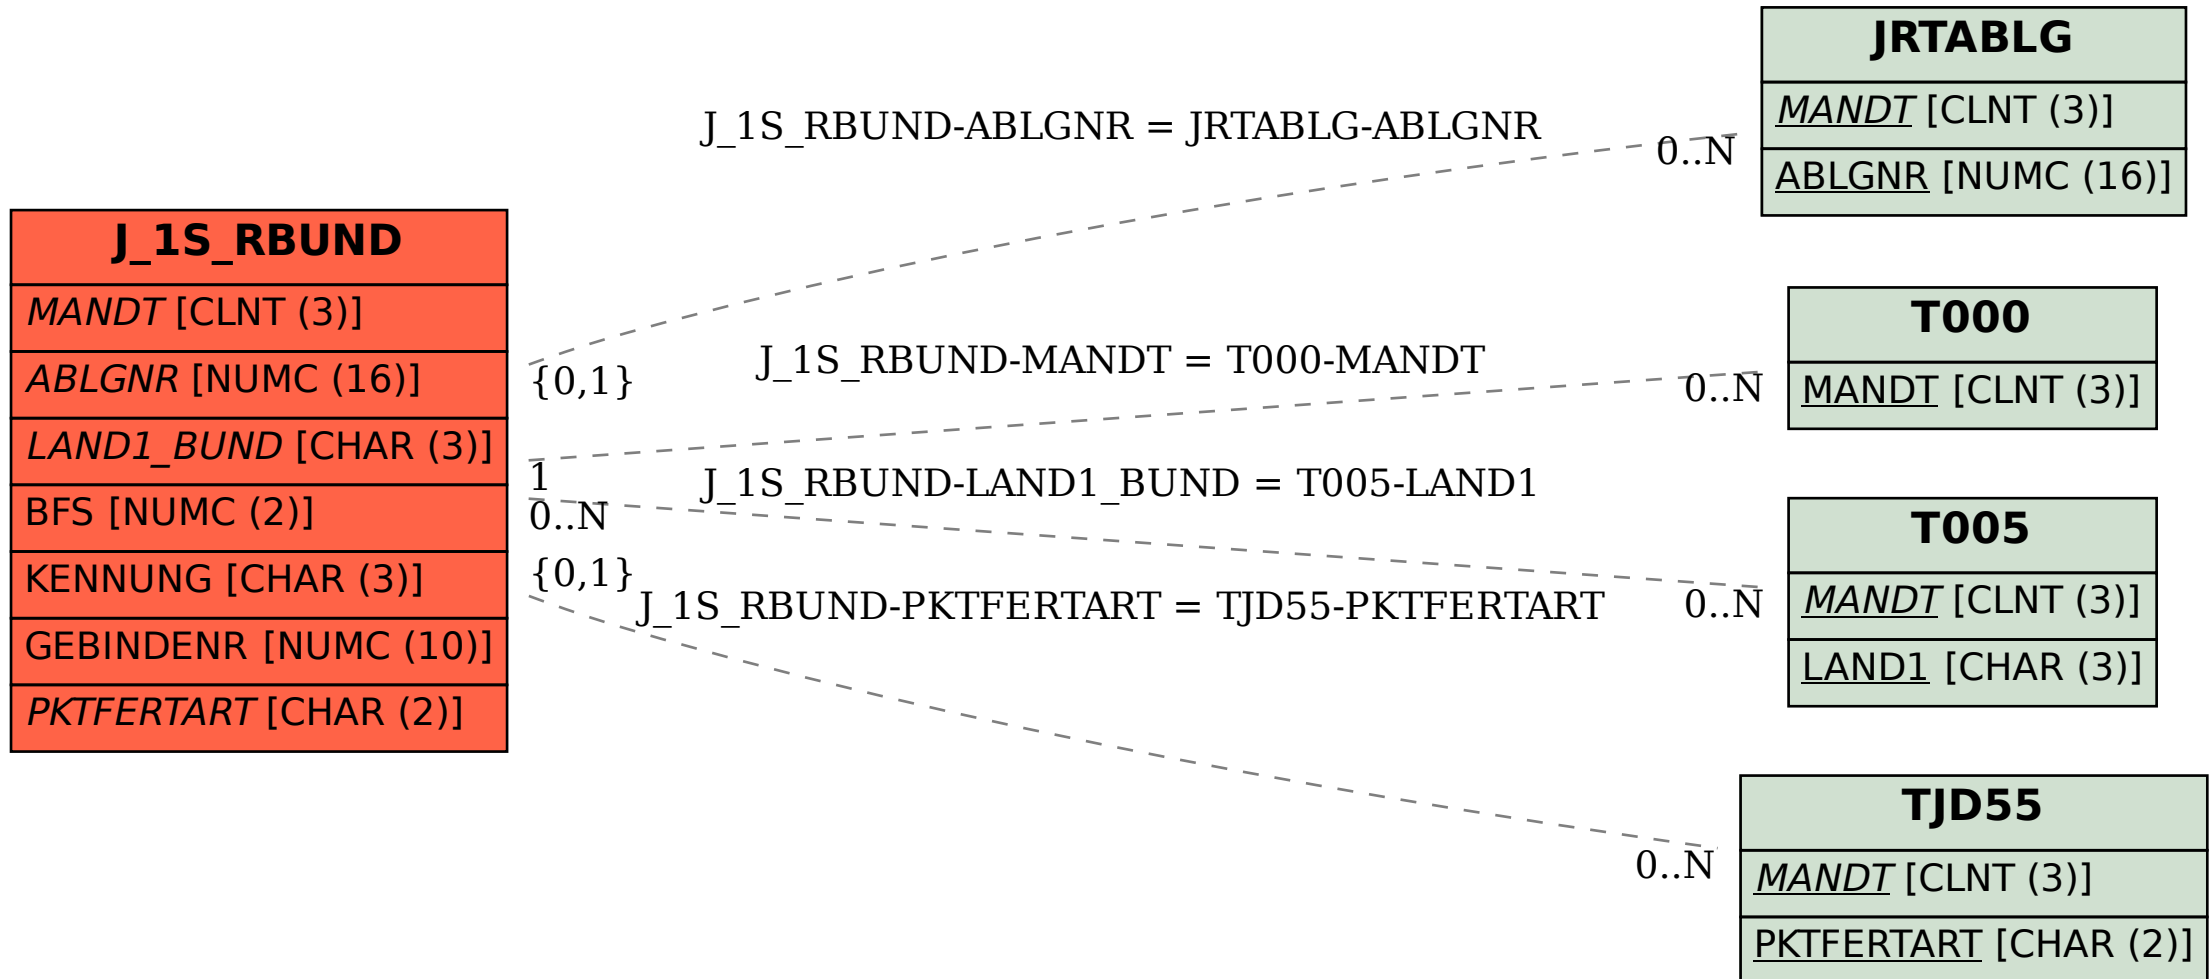 J_1S_RBUND
MANDT [CLNT (3)]
ABLGNR [NUMC (16)]
LAND1_BUND [CHAR (3)]
BFS [NUMC (2)]
KENNUNG [CHAR (3)]
GEBINDENR [NUMC (10)]
PKTFERTART [CHAR (2)]
J_1S_RBUND-ABLGNR = JRTABLG-ABLGNR
0..N
{0,1}
J_1S_RBUND-MANDT = T000-MANDT
0..N
1
J_1S_RBUND-LAND1_BUND = T005-LAND1
0..N
0..N
{0,1}
J_1S_RBUND-PKTFERTART = TJD55-PKTFERTART
0..N
JRTABLG
MANDT [CLNT (3)]
ABLGNR [NUMC (16)]
T000
MANDT [CLNT (3)]
T005
MANDT [CLNT (3)]
LAND1 [CHAR (3)]
TJD55
MANDT [CLNT (3)]
PKTFERTART [CHAR (2)]